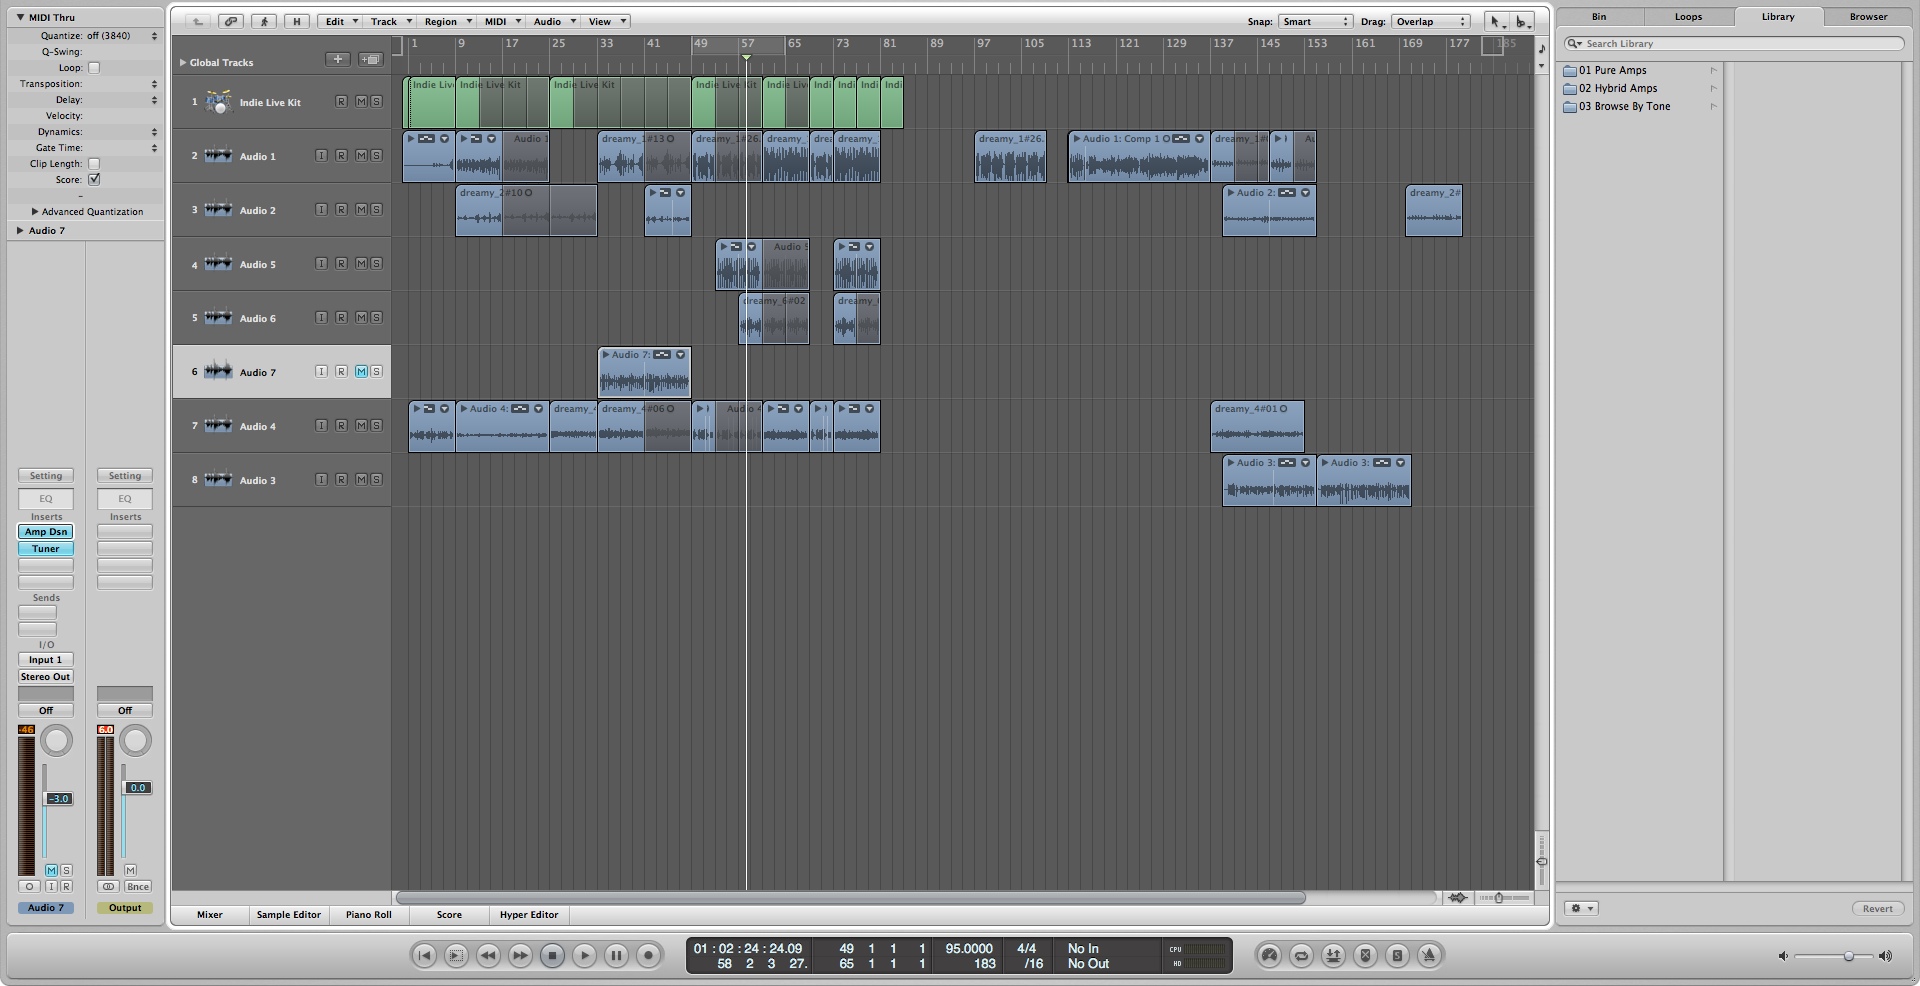 MIDI Thru
Quantize: off (3840)
Q-Swing:
Loop:
Transposition:
Delay:
Velocity:
Dynamics:
Gate Time:
Clip Length:
Score:
Advanced Quantization
Audio 7
Setting Setting
EQ EQ
Inserts Inserts
Amp Dsn
Tuner
Sends
I/O
Input 1
Stereo Out
Off Off
-46 6.0
-3.0 0.0
M S M
I R Bnce
Audio 7 Output
H Edit Track Region MIDI Audio View
Snap: Smart Drag: Overlap
Global Tracks
1 9 17 25 33 41 49 57 65 73 81 89 97 105 113 121 129 137 145 153 161 169 177 185
1 Indie Live Kit R M S
Indie Liv Indie Live Kit Indie Live Kit Indie Live Kit Indie Live Indi Indi Indi Indi
2 Audio 1 I R M S
Audio 1 dreamy_1#13 dreamy_1#26. dreamy_ drea dreamy_ dreamy_1#26. Audio 1: Comp 1 dreamy_1# Au
3 Audio 2 I R M S
dreamy_2#10 Audio 2: dreamy_2#
4 Audio 5 I R M S
Audio 5
5 Audio 6 I R M S
dreamy_6#02 dreamy_
6 Audio 7 I R M S
Audio 7:
7 Audio 4 I R M S
Audio 4: dreamy_4 dreamy_4#06 Audio 4 dreamy_4#01
8 Audio 3 I R M S
Audio 3: Audio 3:
Mixer Sample Editor Piano Roll Score Hyper Editor
01 : 02 : 24 : 24.09 49 1 1 1 95.0000 4/4 No In CPU
58 2 3 27. 65 1 1 1 183 /16 No Out HD
Bin Loops Library Browser
Search Library
01 Pure Amps
02 Hybrid Amps
03 Browse By Tone
Revert